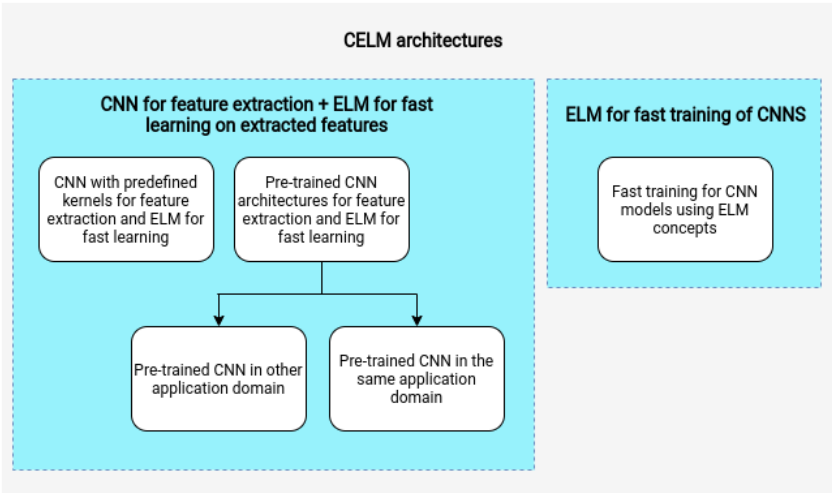 CELM architectures
CNN for feature extraction + ELM for fast
learning on extracted features
CNN with predefined
kernels for feature
extraction and ELM for
fast learning
Pre-trained CNN
architectures for feature
extraction and ELM for
fast learning
Pre-trained CNN in other
application domain
Pre-trained CNN in the
same application
domain
ELM for fast training of CNNS
Fast training for CNN
models using ELM
concepts